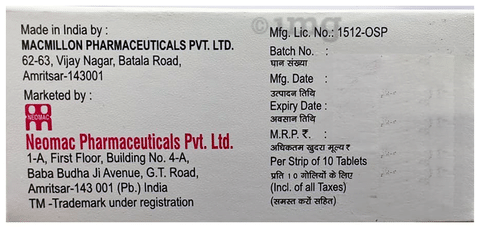 Made in India by :
MACMILLON PHARMACEUTICALS PVT. LTD.
62-63, Vijay Nagar, Batala Road,
Amritsar-143001
Marketed by :
NEOMAC
Neomac Pharmaceuticals Pvt. Ltd.
1-A, First Floor, Building No. 4-A,
Baba Budha Ji Avenue, G.T. Road,
Amritsar-143 001 (Pb.) India
TM -Trademark under registration
1mg
Mfg. Lic. No.: 1512-OSP
Batch No. :
घान संख्या
Mfg. Date :
उत्पादन तिथि
Expiry Date :
अवसान तिथि
M.R.P. ₹. :
अधिकतम खुदरा मूल्य ₹
Per Strip of 10 Tablets
प्रति 10 गोलियों के लिए
(Incl. of all Taxes)
(समस्त करों सहित)